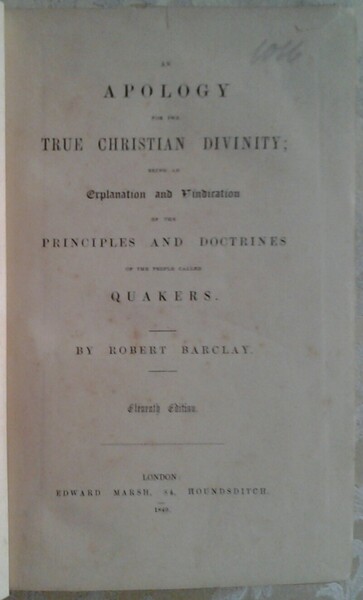 AN
APOLOGY
FOR THE
TRUE CHRISTIAN DIVINITY;
BEING AN
Explanation and Vindication
OF THE
PRINCIPLES AND DOCTRINES
OF THE PEOPLE CALLED
QUAKERS.
BY ROBERT BARCLAY.
Eleventh Edition.
LONDON:
EDWARD MARSH, 84, HOUNDSDITCH.